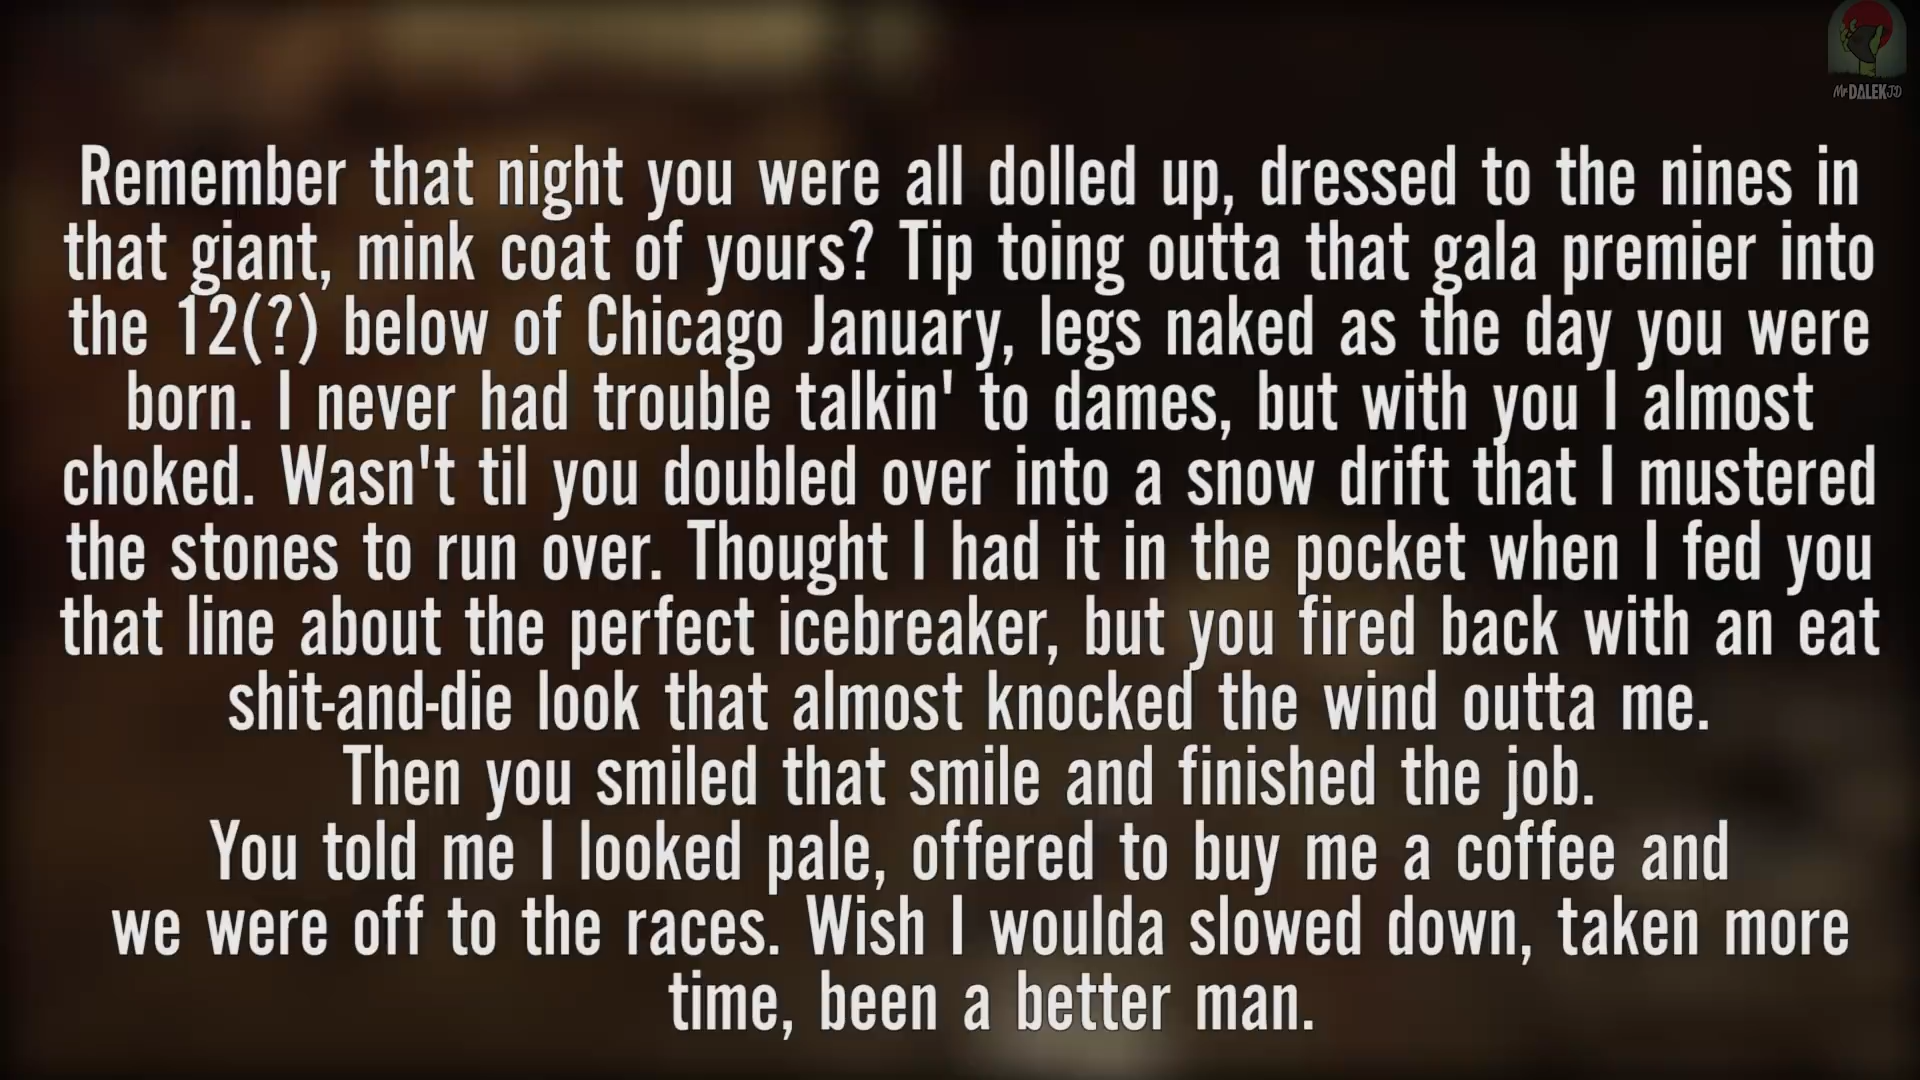 Mr DALEK JD
Remember that night you were all dolled up, dressed to the nines in
that giant, mink coat of yours? Tip toing outta that gala premier into
the 12(?) below of Chicago January, legs naked as the day you were
born. I never had trouble talkin' to dames, but with you I almost
choked. Wasn't til you doubled over into a snow drift that I mustered
the stones to run over. Thought I had it in the pocket when I fed you
that line about the perfect icebreaker, but you fired back with an eat
shit-and-die look that almost knocked the wind outta me.
Then you smiled that smile and finished the job.
You told me I looked pale, offered to buy me a coffee and
we were off to the races. Wish I woulda slowed down, taken more
time, been a better man.